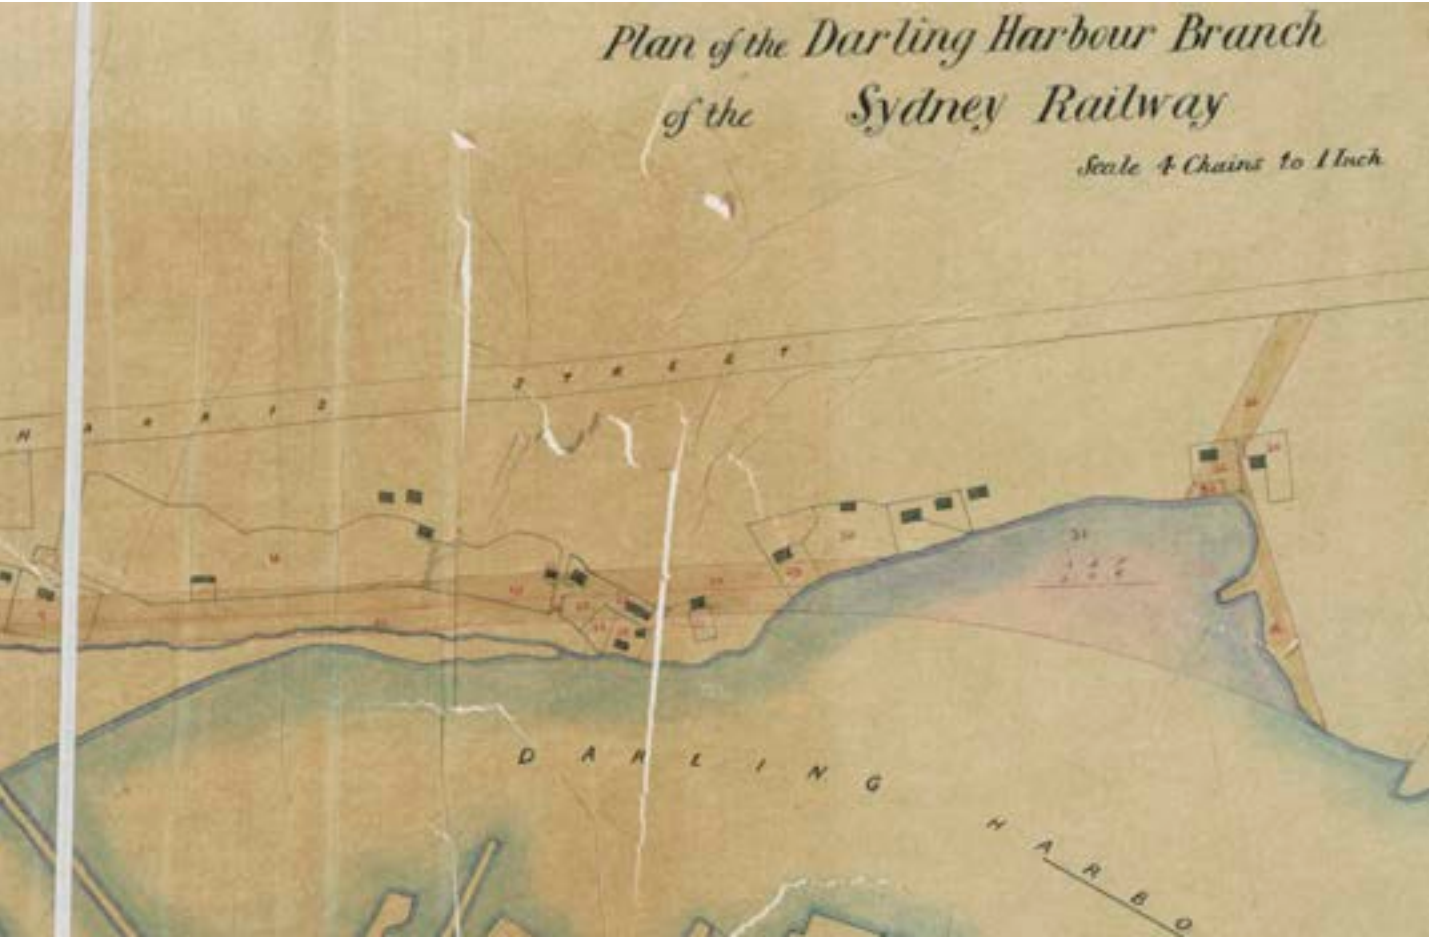 Plan of the Darling Harbour Branch
of the Sydney Railway
Scale 4 Chains to 1 Inch
HARRIS STREET
DARLING
HARBO